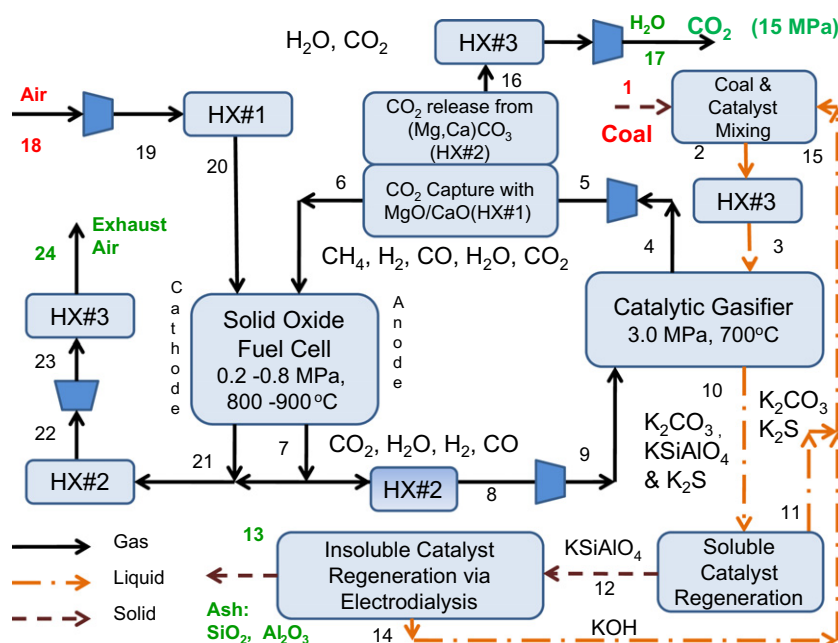 H₂O, CO₂
HX#3
H₂O
17
CO₂ (15 MPa)
16
Air
18
19
HX#1
20
CO₂ release from
(Mg,Ca)CO₃
(HX#2)
1
Coal
Coal &
Catalyst
Mixing
2
15
6
CO₂ Capture with
MgO/CaO(HX#1)
5
HX#3
4
3
Exhaust
Air
24
CH₄, H₂, CO, H₂O, CO₂
Cathode
Solid Oxide
Fuel Cell
0.2 -0.8 MPa,
800 -900 ºC
Anode
Catalytic Gasifier
3.0 MPa, 700ºC
HX#3
23
22
10
K₂CO₃ ,
KSiAlO₄
& K₂S
K₂CO₃
K₂S
21
7
CO₂, H₂O, H₂, CO
9
HX#2
HX#2
8
11
Gas
Liquid
Solid
13
Ash:
SiO₂, Al₂O₃
Insoluble Catalyst
Regeneration via
Electrodialysis
KSiAlO₄
12
Soluble
Catalyst
Regeneration
14
KOH